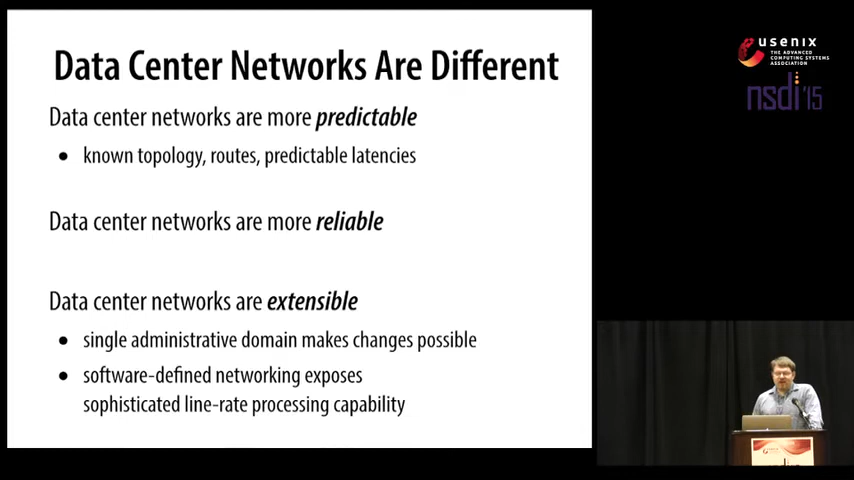 Data Center Networks Are Different
Data center networks are more predictable
• known topology, routes, predictable latencies
Data center networks are more reliable
Data center networks are extensible
• single administrative domain makes changes possible
• software-defined networking exposes
sophisticated line-rate processing capability
usenix
THE ADVANCED
COMPUTING SYSTEMS
ASSOCIATION
nsdi '15